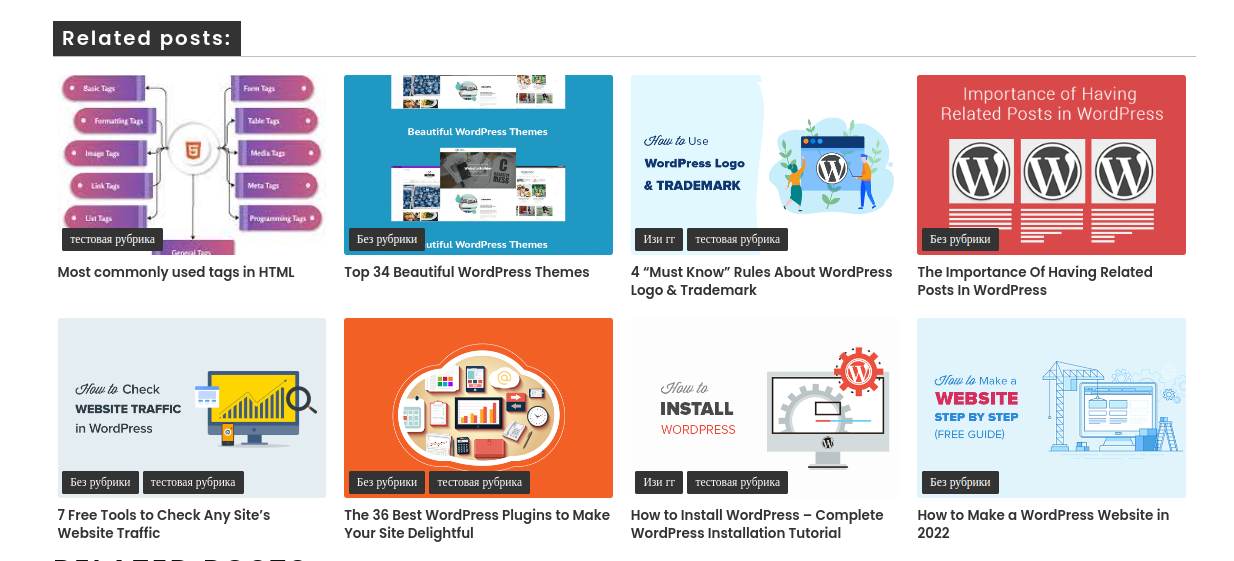 Related posts:
Basic Tags
Form Tags
Formatting Tags
Table Tags
Image Tags
Media Tags
Link Tags
Meta Tags
List Tags
Programming Tags
General Tags
тестовая рубрика
Most commonly used tags in HTML
Beautiful WordPress Themes
utiful WordPress Themes
Без рубрики
Top 34 Beautiful WordPress Themes
How to Use
WordPress Logo
& TRADEMARK
Изи гг тестовая рубрика
4 “Must Know” Rules About WordPress
Logo & Trademark
Importance of Having
Related Posts in WordPress
Без рубрики
The Importance Of Having Related
Posts In WordPress
How to Check
WEBSITE TRAFFIC
in WordPress
Без рубрики тестовая рубрика
7 Free Tools to Check Any Site’s
Website Traffic
Без рубрики тестовая рубрика
The 36 Best WordPress Plugins to Make
Your Site Delightful
How to
INSTALL
WORDPRESS
Изи гг тестовая рубрика
How to Install WordPress – Complete
WordPress Installation Tutorial
How to Make a
WEBSITE
STEP BY STEP
(FREE GUIDE)
Без рубрики
How to Make a WordPress Website in
2022
RELATED POSTS